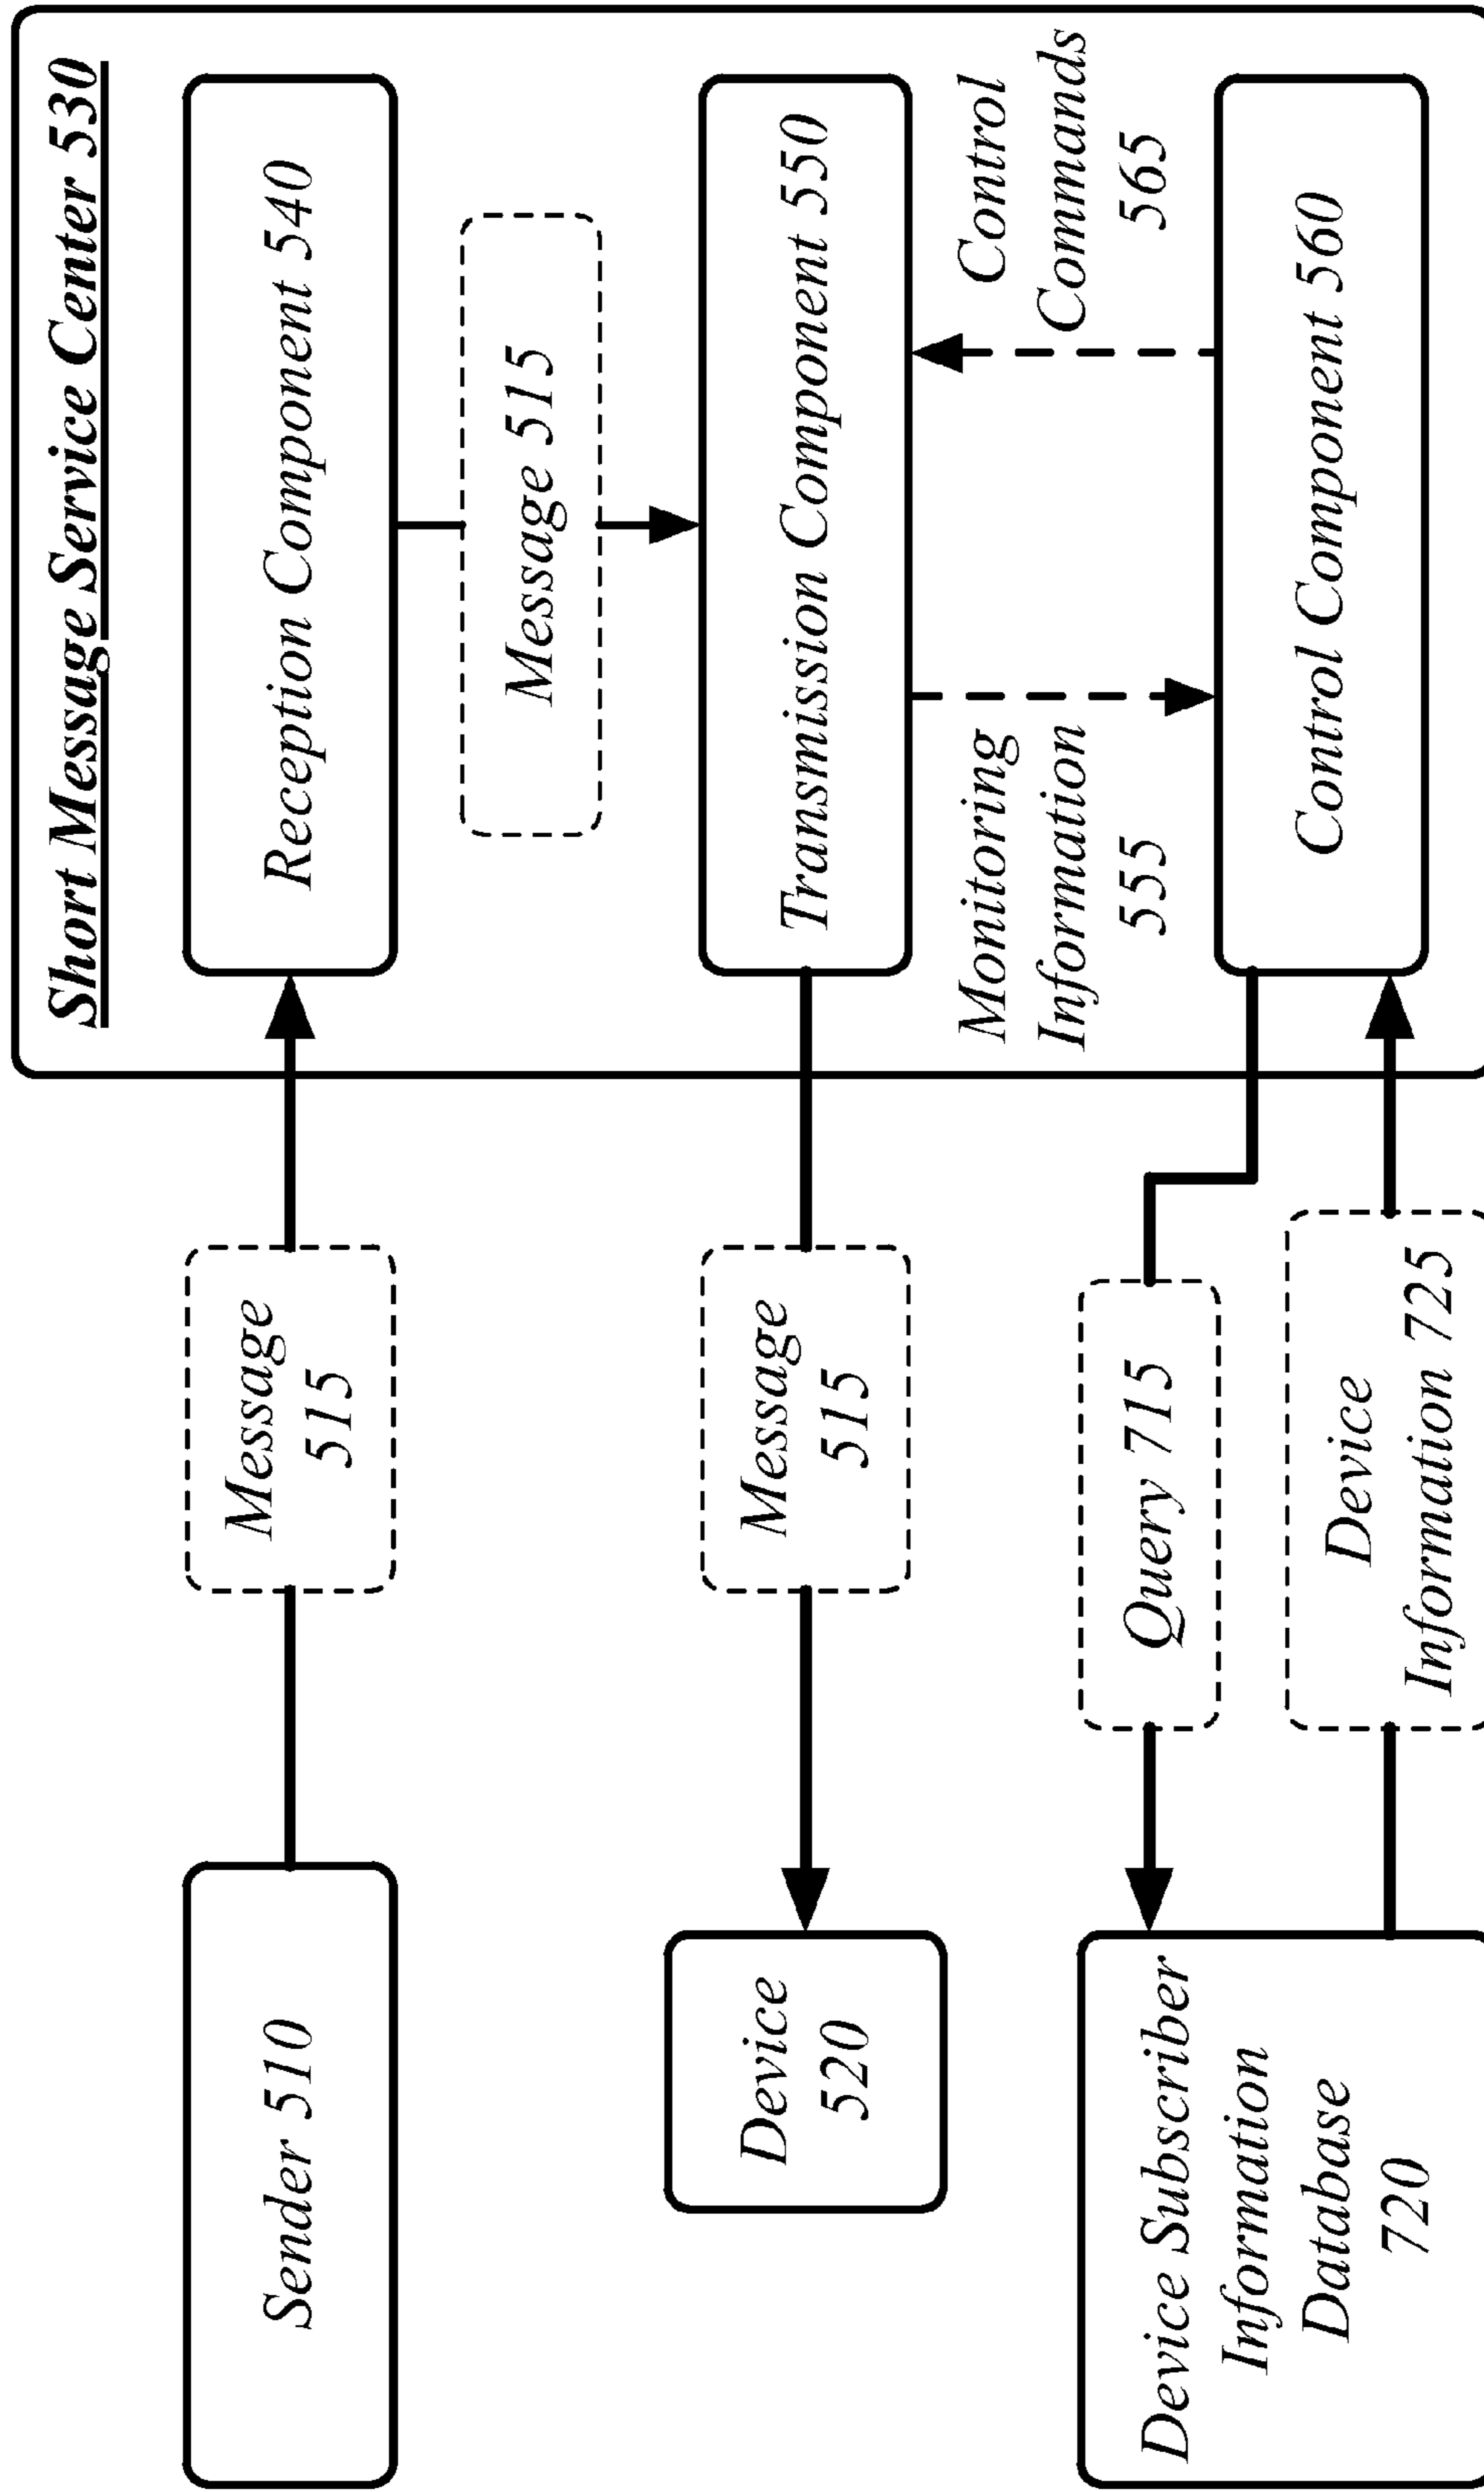 Short Message Service Center 530
Sender 510
Message
515
Reception Component 540
Message 515
Device
520
Message
515
Transmission Component 550
Monitoring
Information
555
Control
Commands
565
Device Subscriber
Information
Database
720
Query 715
Device
Information 725
Control Component 560